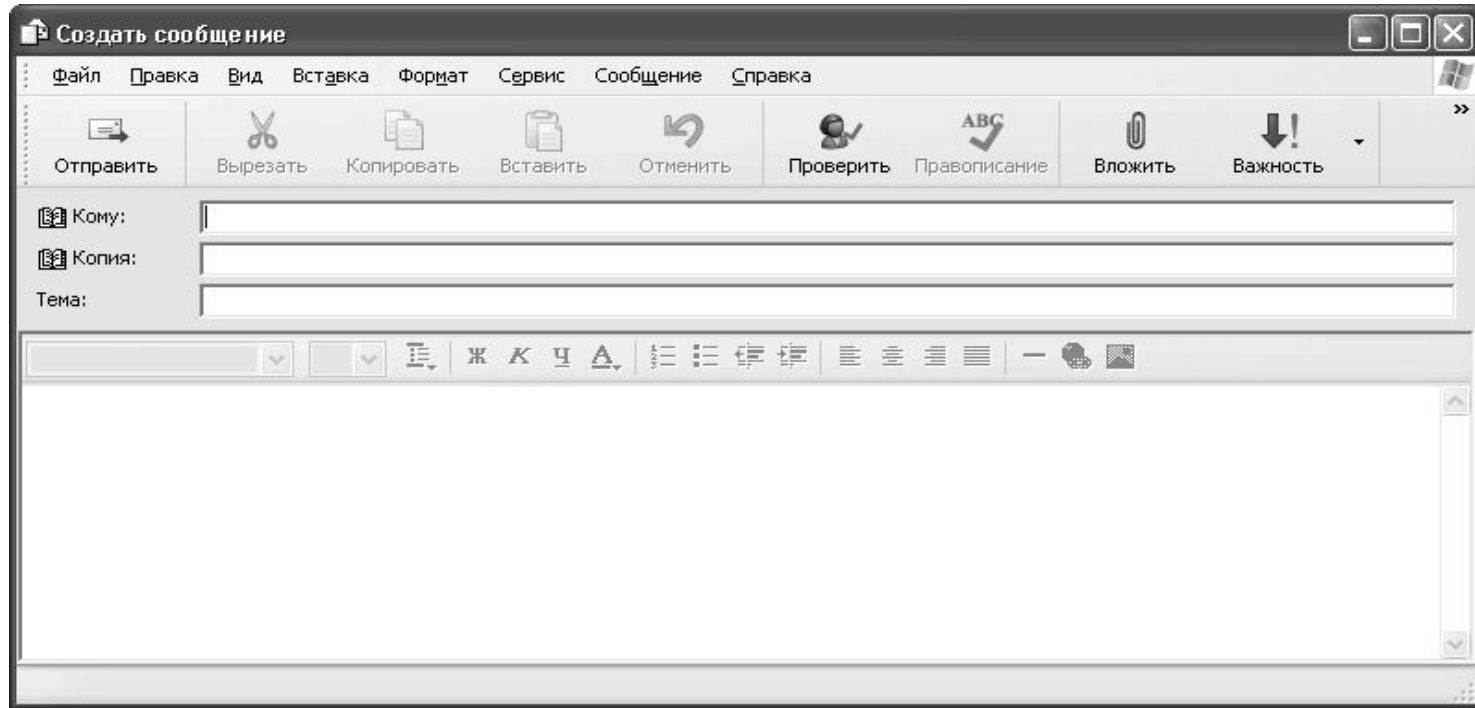 Создать сообщение
Файл Правка Вид Вставка Формат Сервис Сообщение Справка
»
Отправить Вырезать Копировать Вставить Отменить Проверить ABC Правописание Вложить Важность
Кому:
Копия:
Тема:
Ж К Ч А